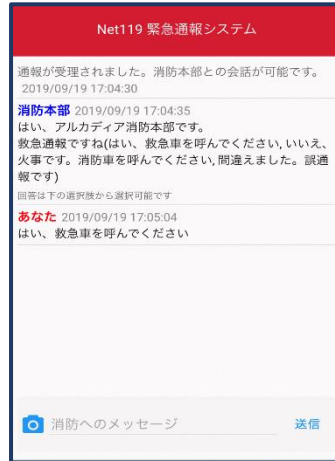 Net119 緊急通報システム
通報が受理されました。消防本部との会話が可能です。
2019/09/19 17:04:30
消防本部 2019/09/19 17:04:35
はい、アルカディア消防本部です。
救急通報ですね(はい、救急車を呼んでください, いいえ、
火事です。消防車を呼んでください, 間違えました。誤通
報です)
回答は下の選択肢から選択可能です
あなた 2019/09/19 17:05:04
はい、救急車を呼んでください
消防へのメッセージ 送信